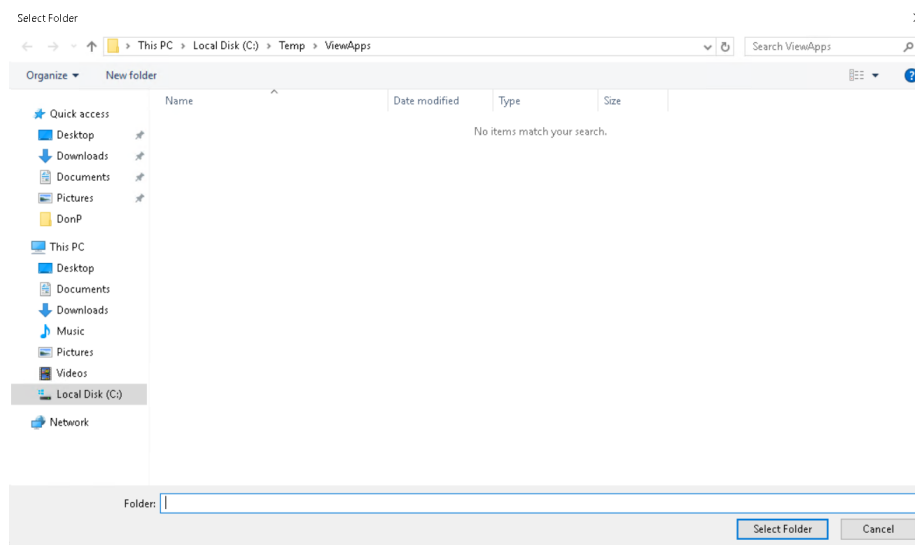 Select Folder
This PC > Local Disk (C:) > Temp > ViewApps
Search ViewApps
Organize
New folder
Name
Date modified
Type
Size
No items match your search.
Quick access
Desktop
Downloads
Documents
Pictures
DonP
This PC
Desktop
Documents
Downloads
Music
Pictures
Videos
Local Disk (C:)
Network
Folder:
Select Folder
Cancel